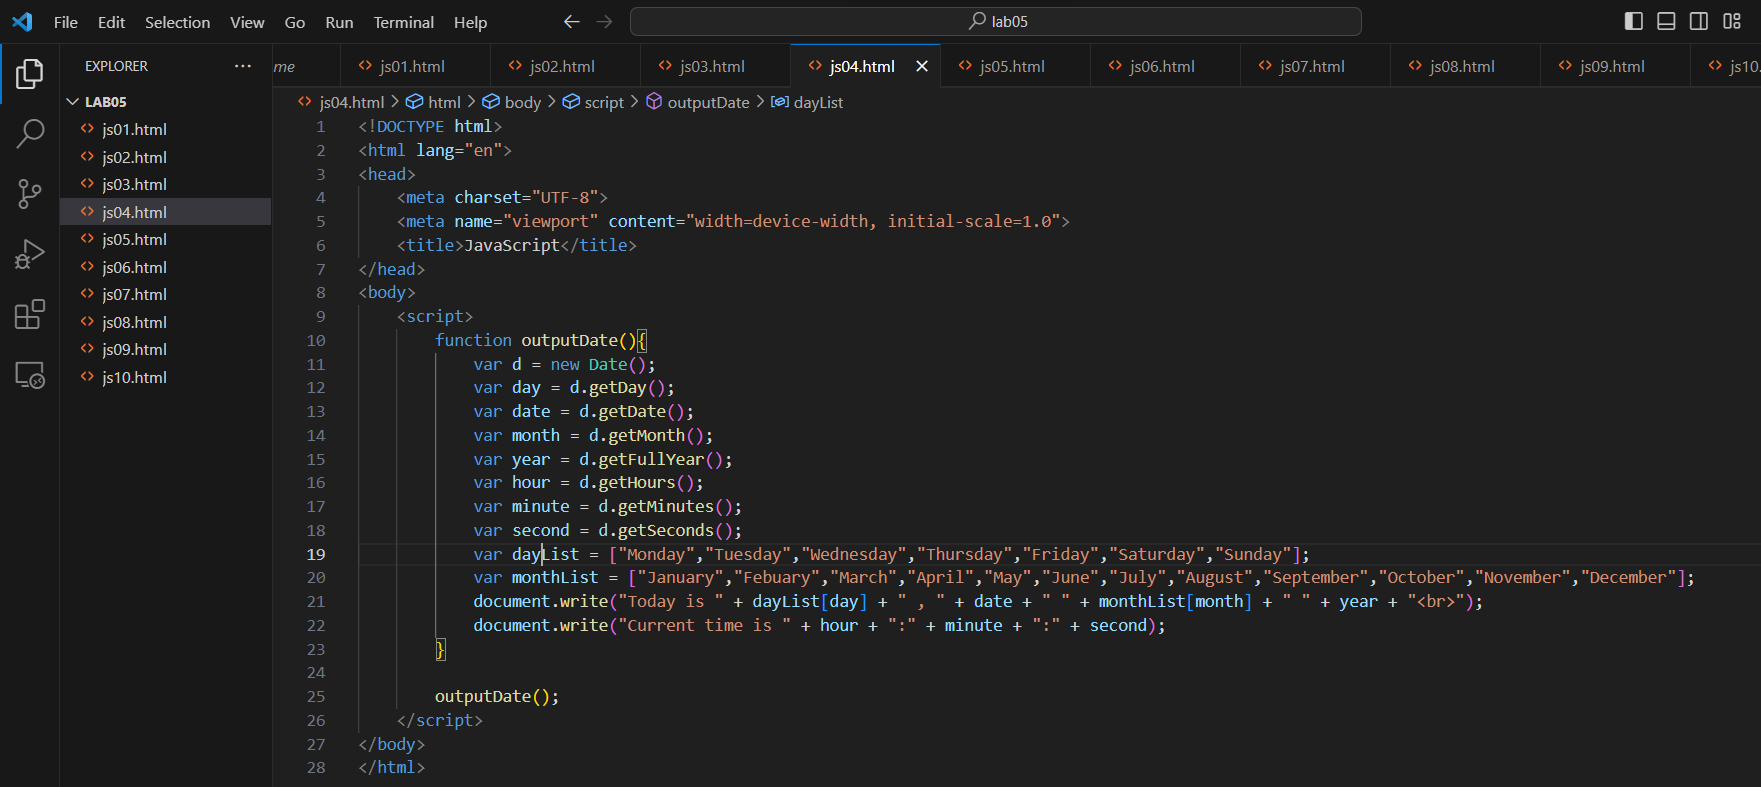 File Edit Selection View Go Run Terminal Help lab05
EXPLORER
me js01.html js02.html js03.html js04.html js05.html js06.html js07.html js08.html js09.html js10.
LAB05
js01.html
js02.html
js03.html
js04.html
js05.html
js06.html
js07.html
js08.html
js09.html
js10.html
js04.html > html > body > script > outputDate > dayList
1 <!DOCTYPE html>
2 <html lang="en">
3 <head>
4 <meta charset="UTF-8">
5 <meta name="viewport" content="width=device-width, initial-scale=1.0">
6 <title>JavaScript</title>
7 </head>
8 <body>
9 <script>
10 function outputDate(){
11 var d = new Date();
12 var day = d.getDay();
13 var date = d.getDate();
14 var month = d.getMonth();
15 var year = d.getFullYear();
16 var hour = d.getHours();
17 var minute = d.getMinutes();
18 var second = d.getSeconds();
19 var dayList = ["Monday","Tuesday","Wednesday","Thursday","Friday","Saturday","Sunday"];
20 var monthList = ["January","Febuary","March","April","May","June","July","August","September","October","November","December"];
21 document.write("Today is " + dayList[day] + " , " + date + " " + monthList[month] + " " + year + "<br>");
22 document.write("Current time is " + hour + ":" + minute + ":" + second);
23 }
24
25 outputDate();
26 </script>
27 </body>
28 </html>